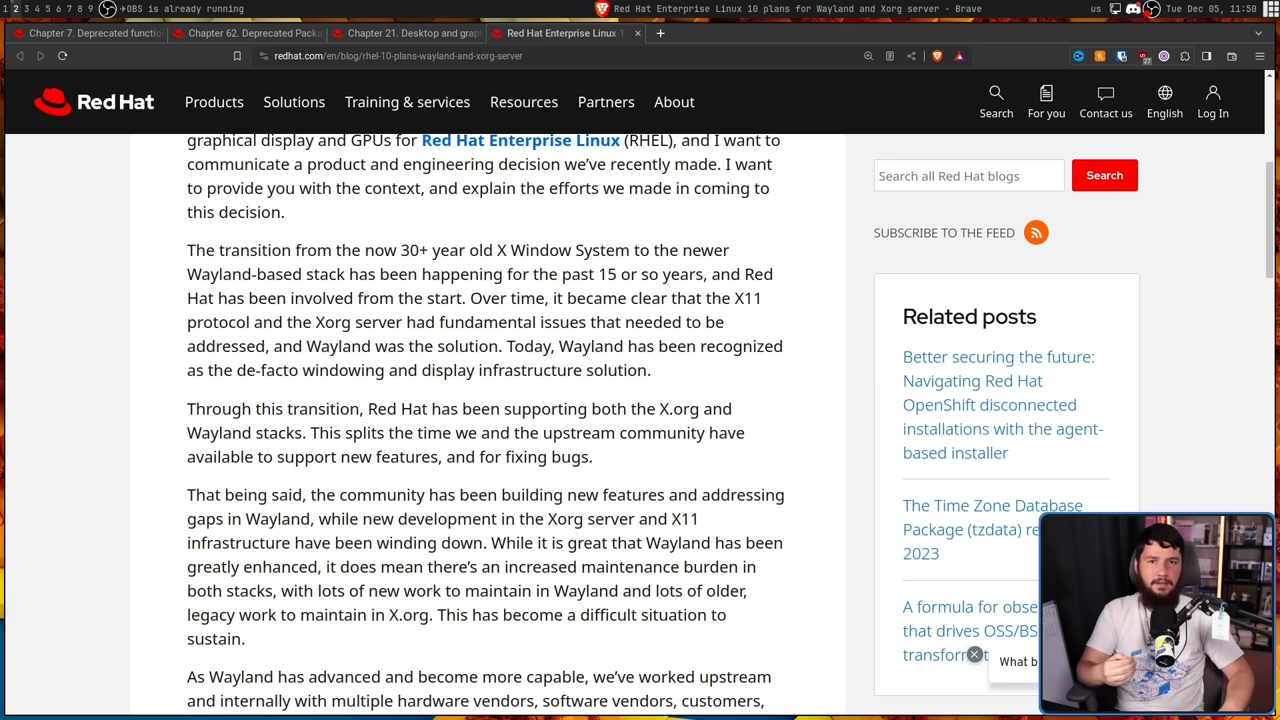 1 2 3 4 5 6 7 8 9 OBS is already running
Red Hat Enterprise Linux 10 plans for Wayland and Xorg server - Brave
us Tue Dec 05, 11:50
Chapter 7. Deprecated functio
Chapter 62. Deprecated Packa
Chapter 21. Desktop and grap
Red Hat Enterprise Linux 1
redhat.com/en/blog/rhel-10-plans-wayland-and-xorg-server
Red Hat
Products
Solutions
Training & services
Resources
Partners
About
Search
For you
Contact us
English
Log In
graphical display and GPUs for Red Hat Enterprise Linux (RHEL), and I want to
communicate a product and engineering decision we've recently made. I want
to provide you with the context, and explain the efforts we made in coming to
this decision.
The transition from the now 30+ year old X Window System to the newer
Wayland-based stack has been happening for the past 15 or so years, and Red
Hat has been involved from the start. Over time, it became clear that the X11
protocol and the Xorg server had fundamental issues that needed to be
addressed, and Wayland was the solution. Today, Wayland has been recognized
as the de-facto windowing and display infrastructure solution.
Through this transition, Red Hat has been supporting both the X.org and
Wayland stacks. This splits the time we and the upstream community have
available to support new features, and for fixing bugs.
That being said, the community has been building new features and addressing
gaps in Wayland, while new development in the Xorg server and X11
infrastructure have been winding down. While it is great that Wayland has been
greatly enhanced, it does mean there's an increased maintenance burden in
both stacks, with lots of new work to maintain in Wayland and lots of older,
legacy work to maintain in X.org. This has become a difficult situation to
sustain.
As Wayland has advanced and become more capable, we've worked upstream
and internally with multiple hardware vendors, software vendors, customers,
Search all Red Hat blogs
Search
SUBSCRIBE TO THE FEED
Related posts
Better securing the future:
Navigating Red Hat
OpenShift disconnected
installations with the agent-
based installer
The Time Zone Database
Package (tzdata) re
2023
A formula for obse
that drives OSS/BS
transformat
What b